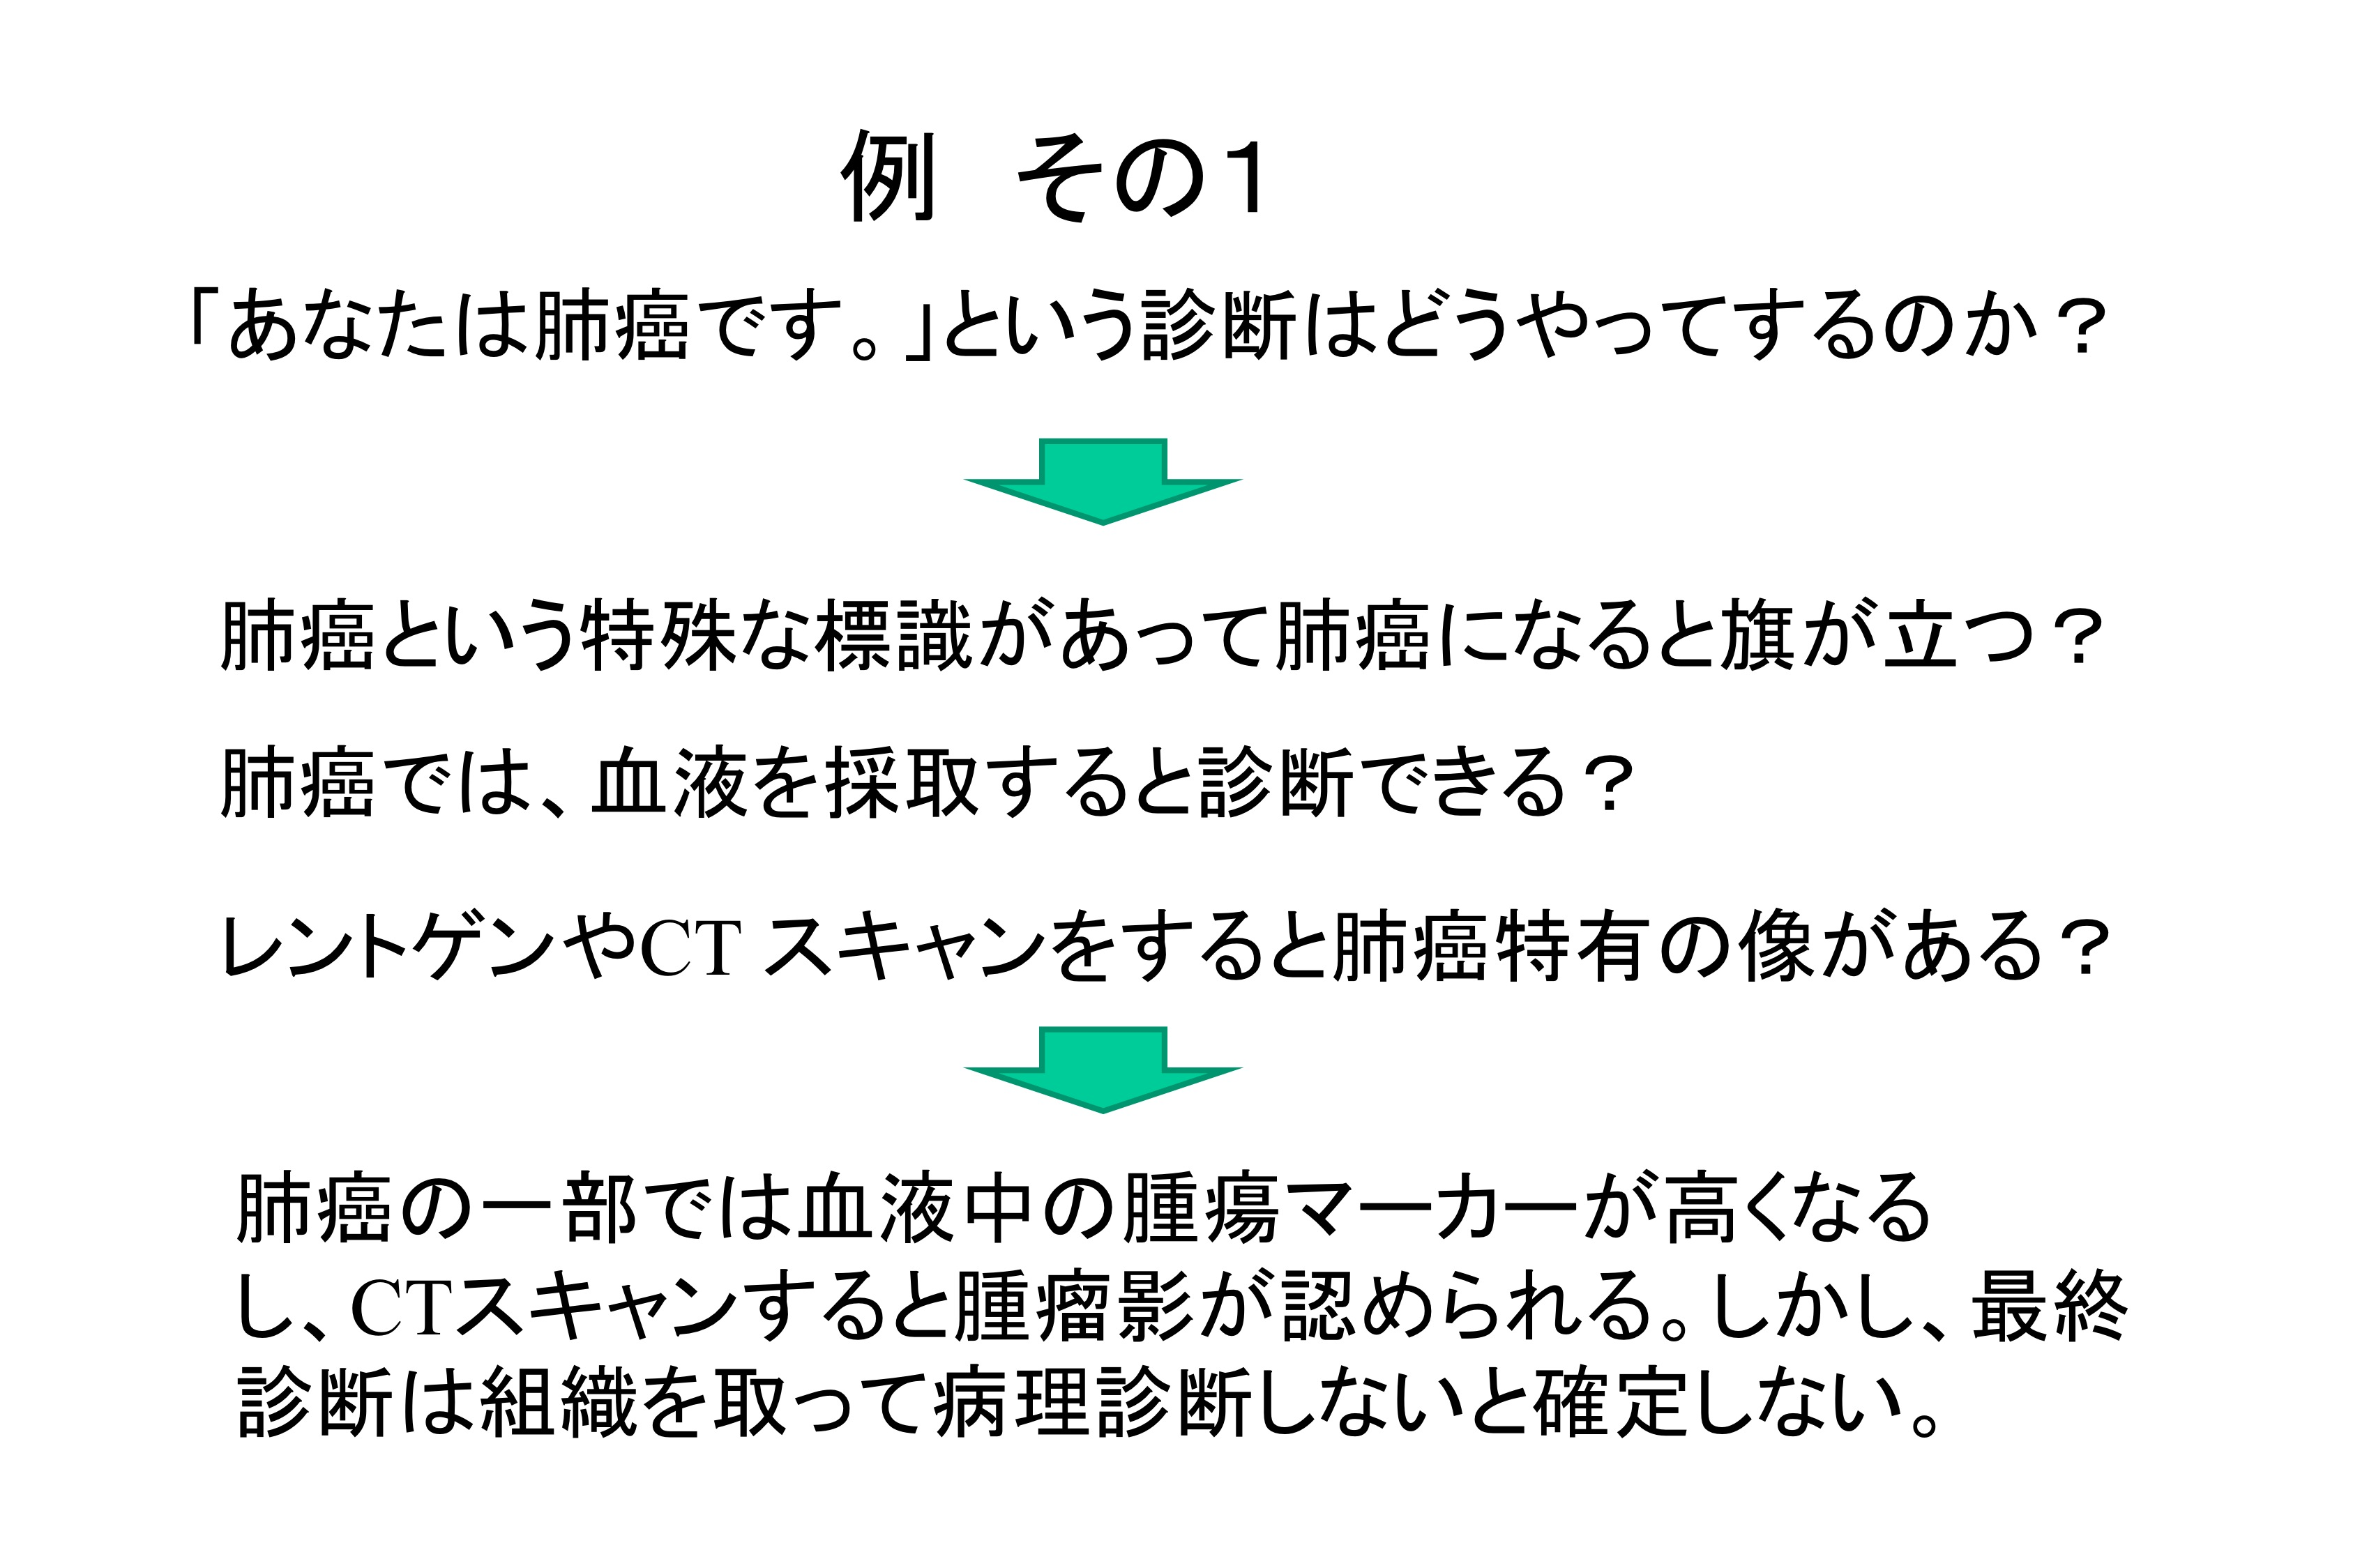 例　その１
「あなたは肺癌です。」という診断はどうやってするのか？
肺癌という特殊な標識があって肺癌になると旗が立つ？
肺癌では、血液を採取すると診断できる？
レントゲンやCT スキャンをすると肺癌特有の像がある？
肺癌の一部では血液中の腫瘍マーカーが高くなる
し、CTスキャンすると腫瘤影が認められる。しかし、最終
診断は組織を取って病理診断しないと確定しない。